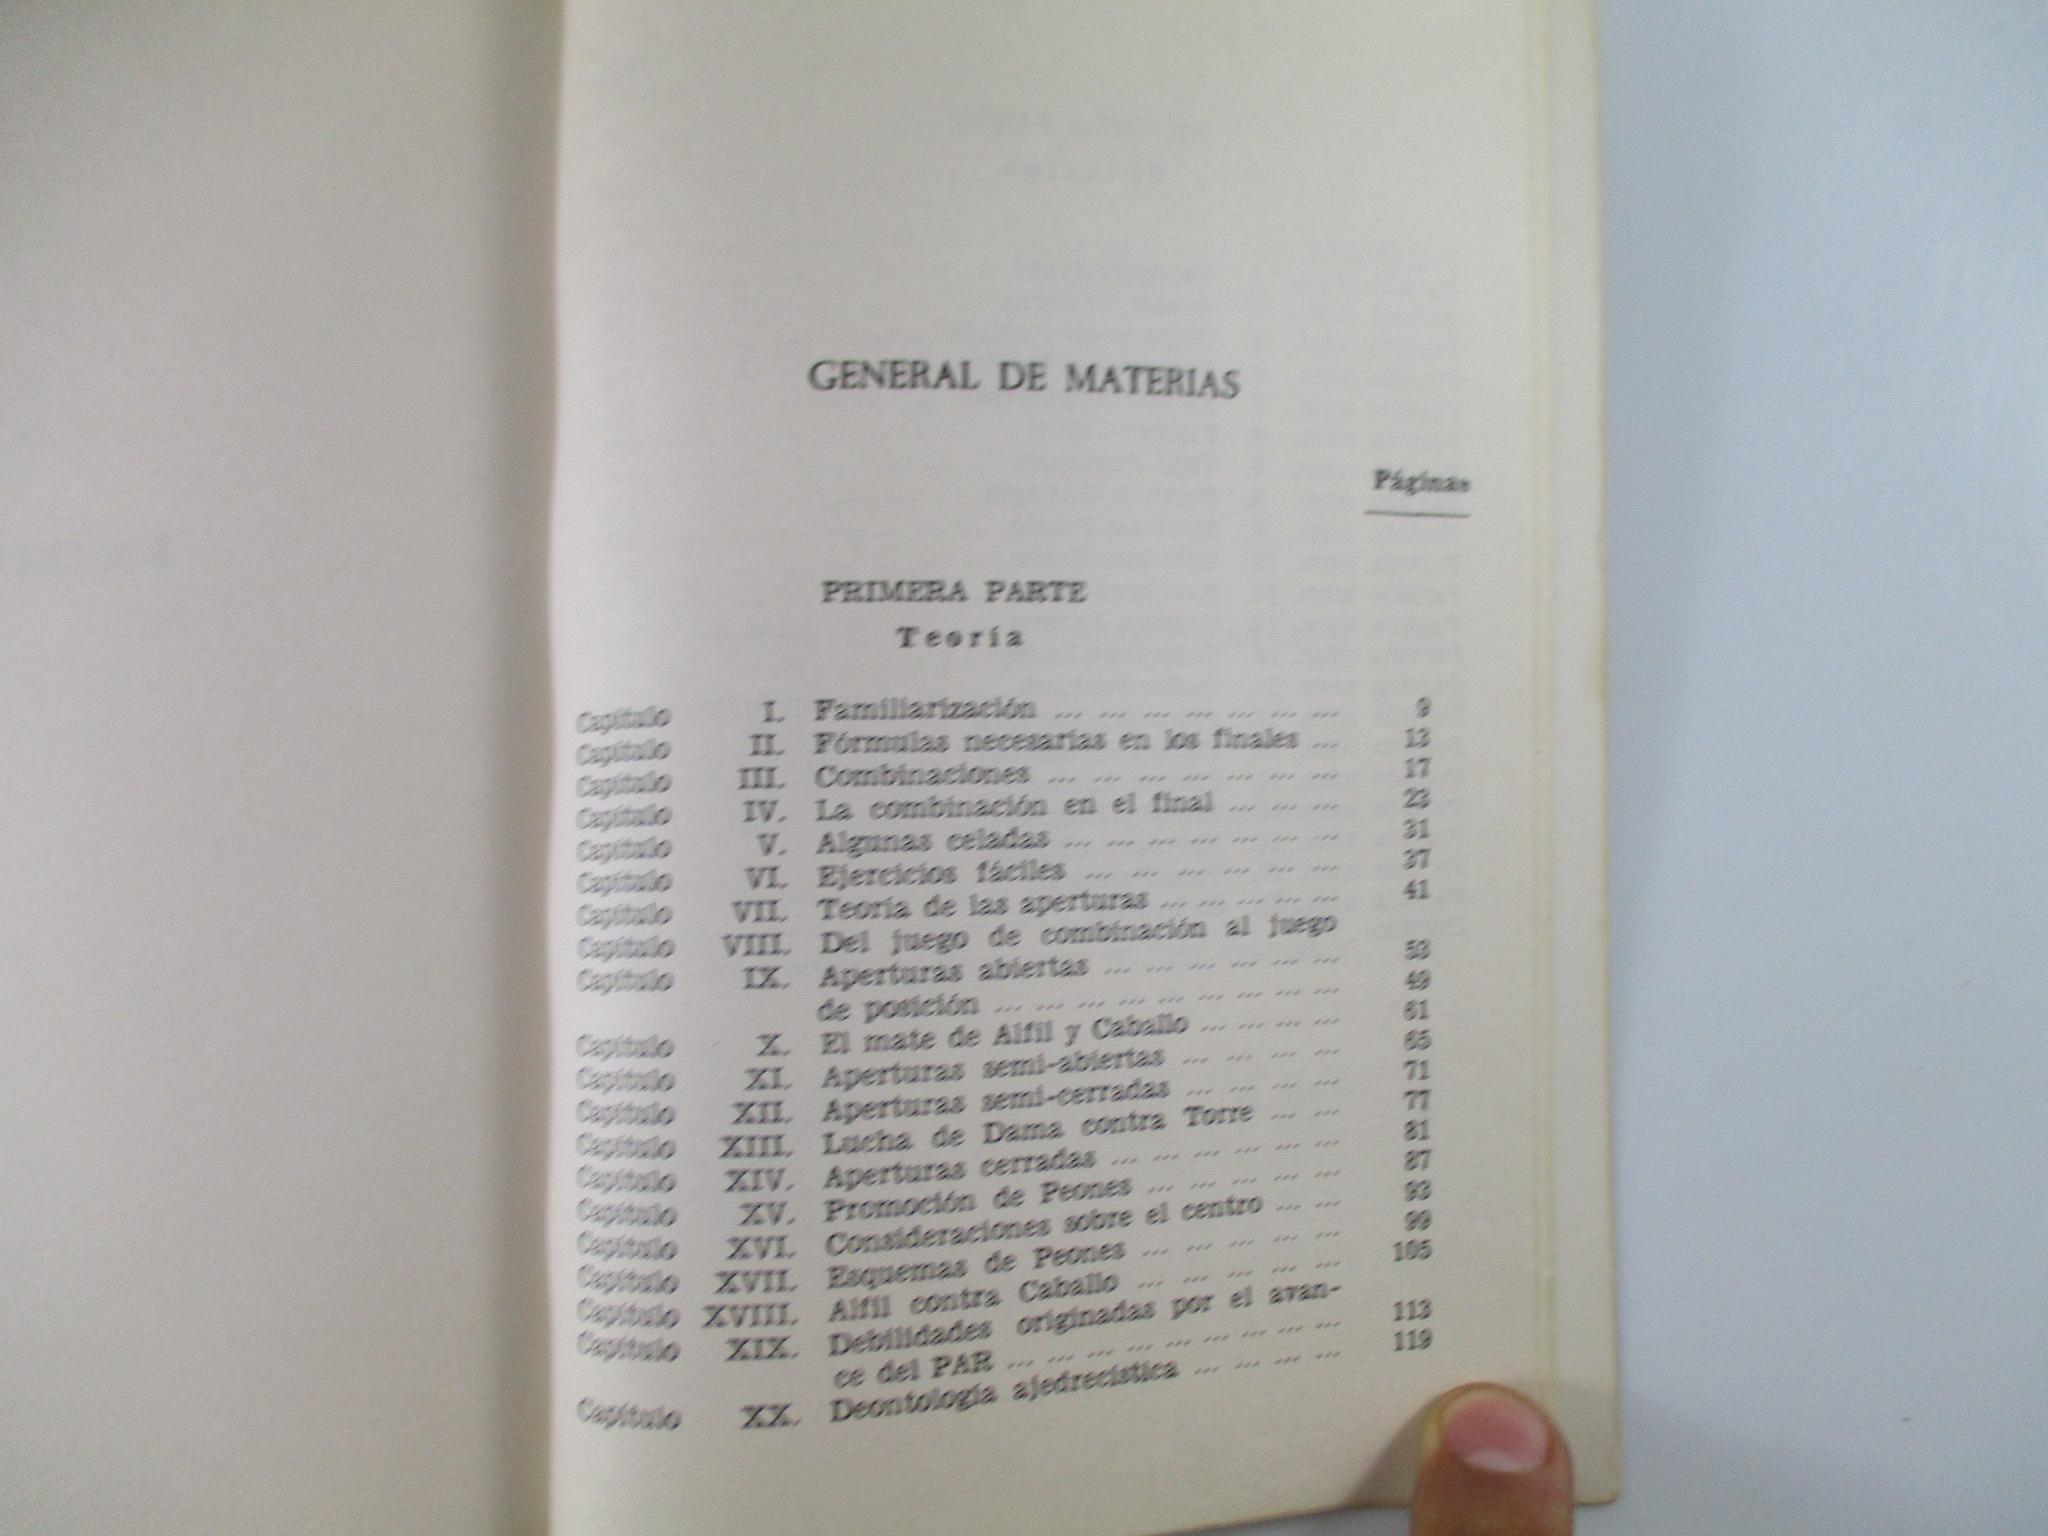 GENERAL DE MATERIAS
Páginas
PRIMERA PARTE
Teoría
Capítulo I. Familiarización ... ... ... ... ... ... ... 9
Capítulo II. Fórmulas necesarias en los finales ... 13
Capítulo III. Combinaciones ... ... ... ... ... ... ... 17
Capítulo IV. La combinación en el final ... ... ... 23
Capítulo V. Algunas celadas ... ... ... ... ... ... ... 31
Capítulo VI. Ejercicios fáciles ... ... ... ... ... ... 37
Capítulo VII. Teoría de las aperturas ... ... ... ... ... 41
Capítulo VIII. Del juego de combinación al juego
Capítulo IX. Aperturas abiertas ... ... ... ... ... ... 53
de posición ... ... ... ... ... ... ... ... ... 49
Capítulo X. El mate de Alfil y Caballo ... ... ... ... 61
Capítulo XI. Aperturas semi-abiertas ... ... ... ... 65
Capítulo XII. Aperturas semi-cerradas ... ... ... ... 71
Capítulo XIII. Lucha de Dama contra Torre ... ... 77
Capítulo XIV. Aperturas cerradas ... ... ... ... ... ... 81
Capítulo XV. Promoción de Peones ... ... ... ... ... 87
Capítulo XVI. Consideraciones sobre el centro ... ... 93
Capítulo XVII. Esquemas de Peones ... ... ... ... ... 99
Capítulo XVIII. Alfil contra Caballo ... ... ... ... ... 105
Capítulo XIX. Debilidades originadas por el avan-
ce del PAR ... ... ... ... ... ... ... ... 113
Capítulo XX. Deontología ajedrecística ... ... ... ... 119